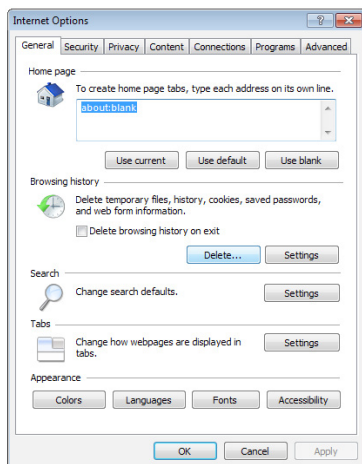 Internet Options
General Security Privacy Content Connections Programs Advanced
Home page
To create home page tabs, type each address on its own line.
about:blank
Use current Use default Use blank
Browsing history
Delete temporary files, history, cookies, saved passwords,
and web form information.
Delete browsing history on exit
Delete... Settings
Search
Change search defaults. Settings
Tabs
Change how webpages are displayed in
tabs.
Settings
Appearance
Colors Languages Fonts Accessibility
OK Cancel Apply